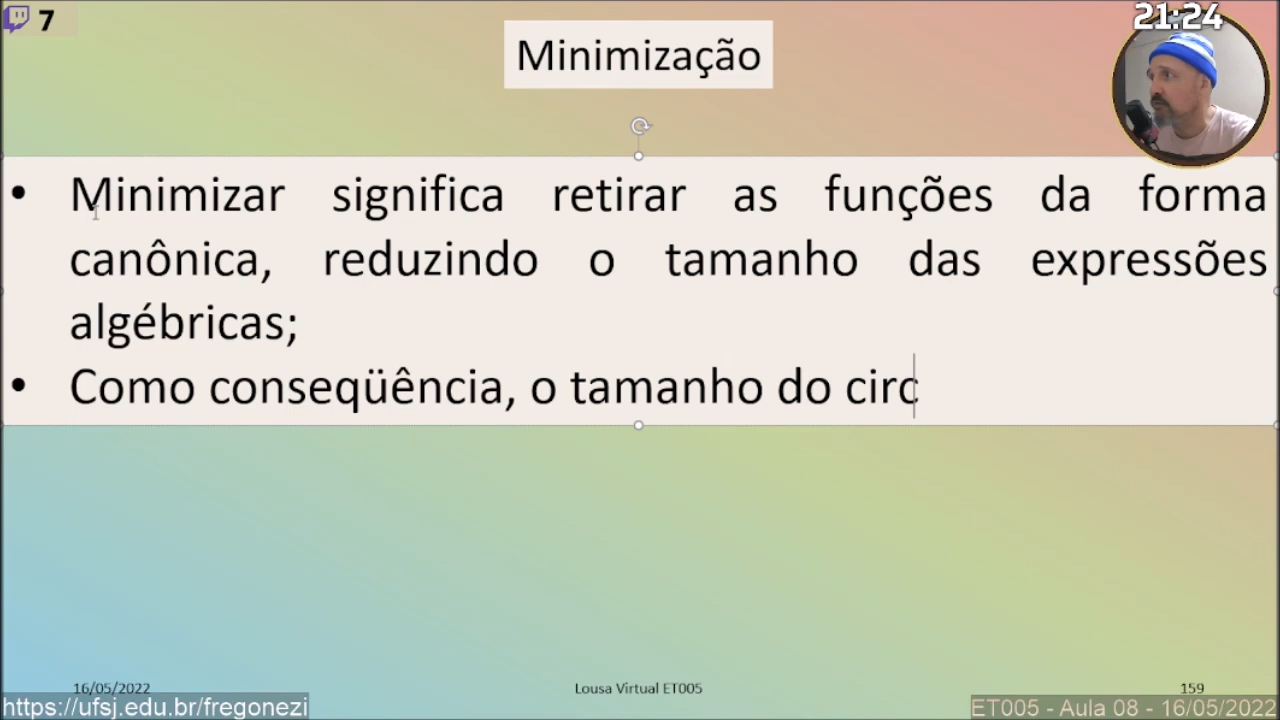 7
21:24
Minimização
• Minimizar significa retirar as funções da forma
canônica, reduzindo o tamanho das expressões
algébricas;
• Como conseqüência, o tamanho do circ
16/05/2022
Lousa Virtual ET005
159
https://ufsj.edu.br/fregonezi
ET005 - Aula 08 - 16/05/2022